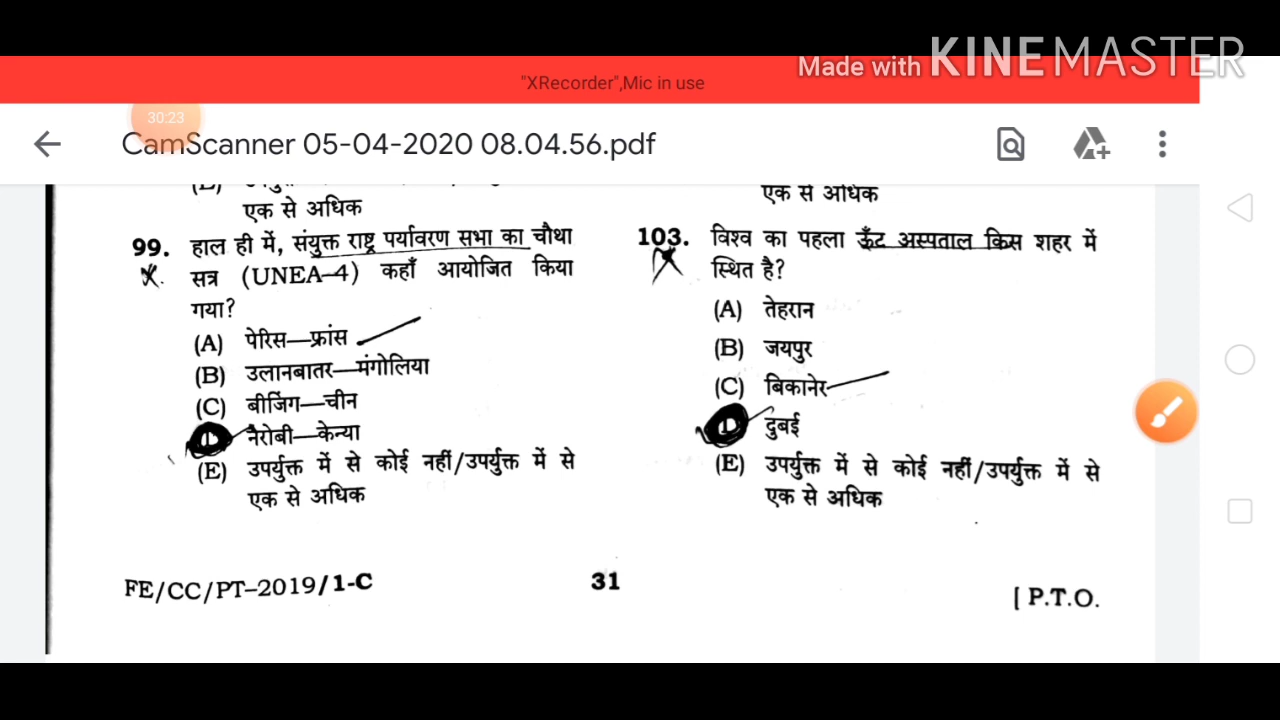 Made with KINEMASTER
"XRecorder",Mic in use
30:23
CamScanner 05-04-2020 08.04.56.pdf
एक से अधिक
99. हाल ही में, संयुक्त राष्ट्र पर्यावरण सभा का चौथा
सत्र (UNEA-4) कहाँ आयोजित किया
गया?
(A) पेरिस—फ्रांस
(B) उलानबातर—मंगोलिया
(C) बीजिंग—चीन
D नैरोबी—केन्या
(E) उपर्युक्त में से कोई नहीं/उपर्युक्त में से
एक से अधिक
एक से अधिक
103. विश्व का पहला ऊँट अस्पताल किस शहर में
स्थित है?
(A) तेहरान
(B) जयपुर
(C) बिकानेर
D दुबई
(E) उपर्युक्त में से कोई नहीं/उपर्युक्त में से
एक से अधिक
FE/CC/PT-2019/1-C
31
[ P.T.O.